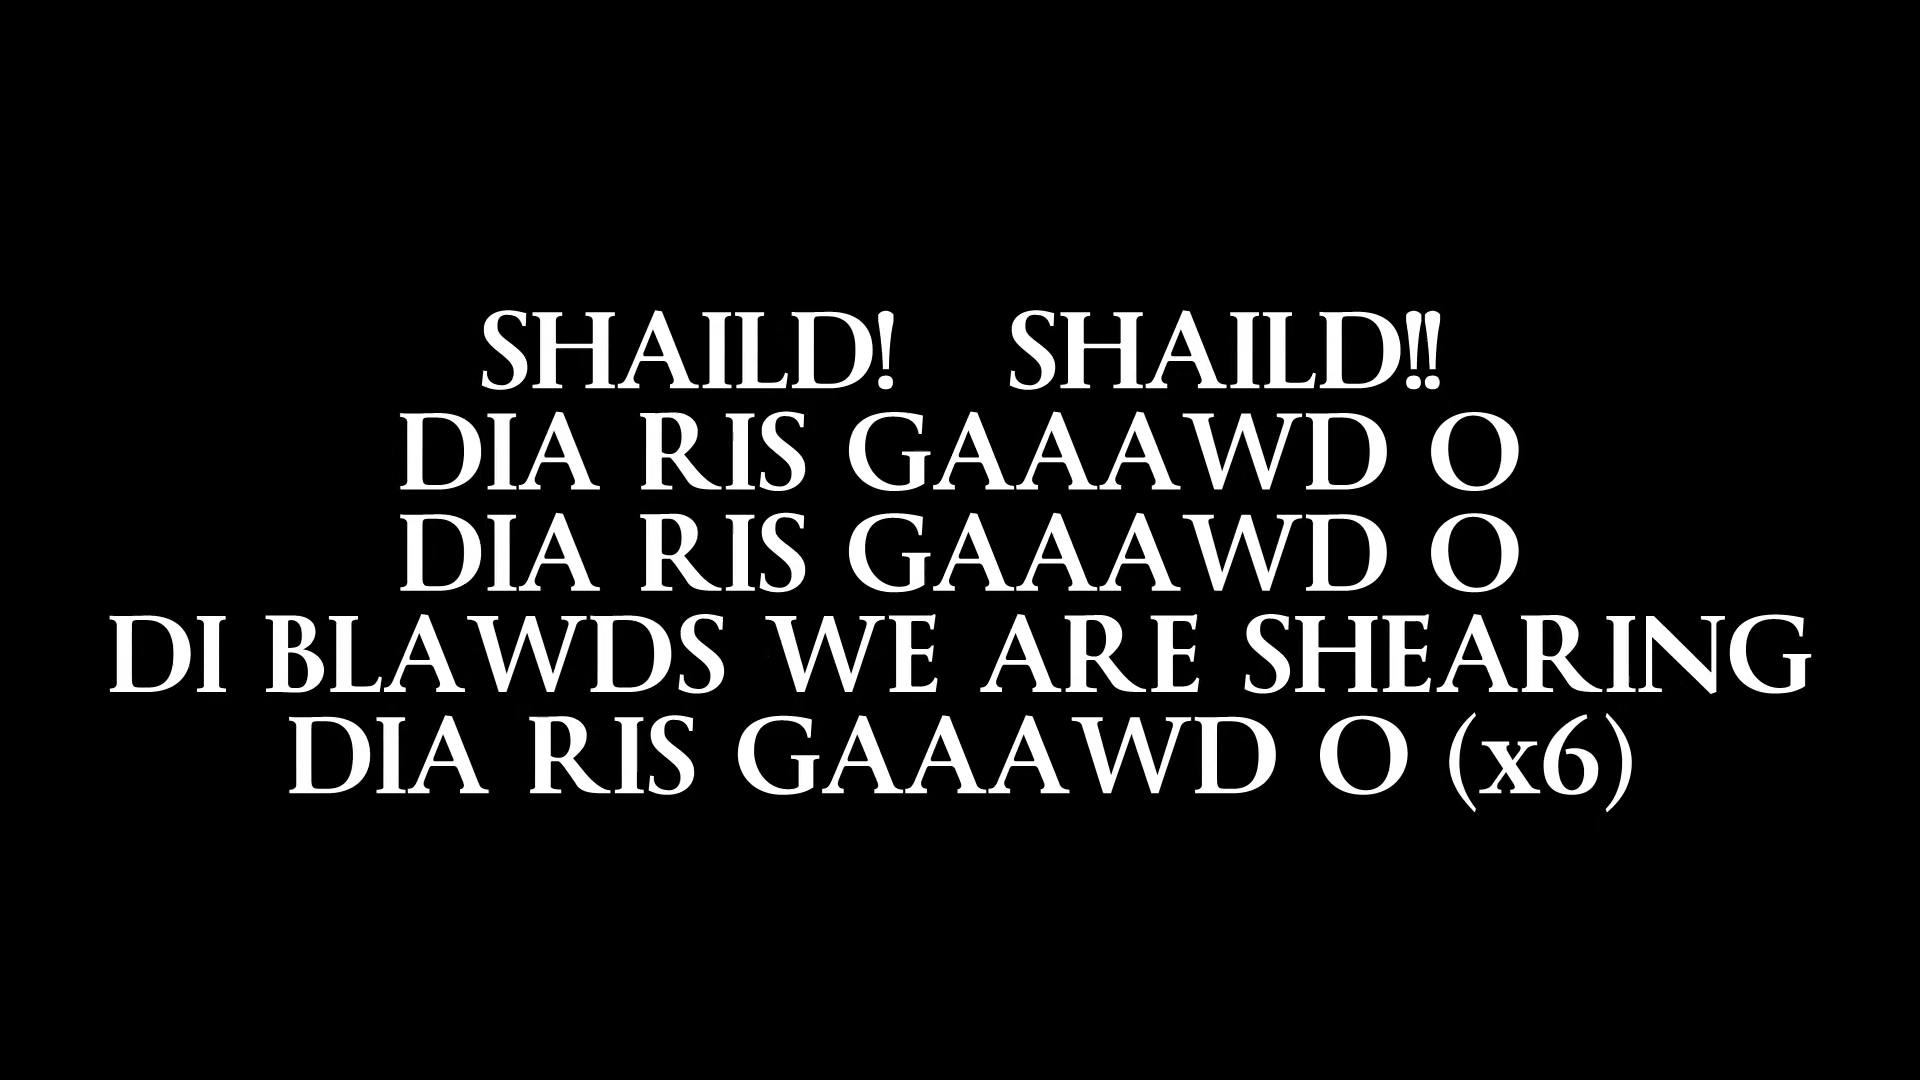 SHAILD! SHAILD!!
DIA RIS GAAAWD O
DIA RIS GAAAWD O
DI BLAWDS WE ARE SHEARING
DIA RIS GAAAWD O (x6)